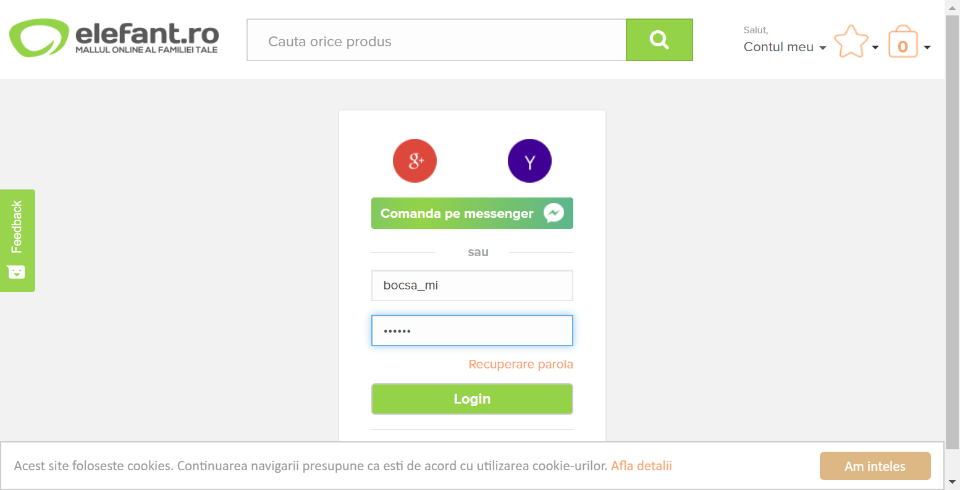 elefant.ro
MALLUL ONLINE AL FAMILIEI TALE
Cauta orice produs
Salut,
Contul meu
0
g+
Y
Comanda pe messenger
Feedback
sau
bocsa_mi
••••••
Recuperare parola
Login
Acest site foloseste cookies. Continuarea navigarii presupune ca esti de acord cu utilizarea cookie-urilor. Afla detalii
Am inteles